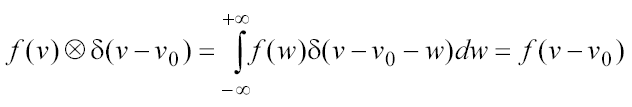 f(v)⊗δ(v−v₀) = ∫₋∞⁺∞ f(w)δ(v−v₀−w)dw = f(v−v₀)